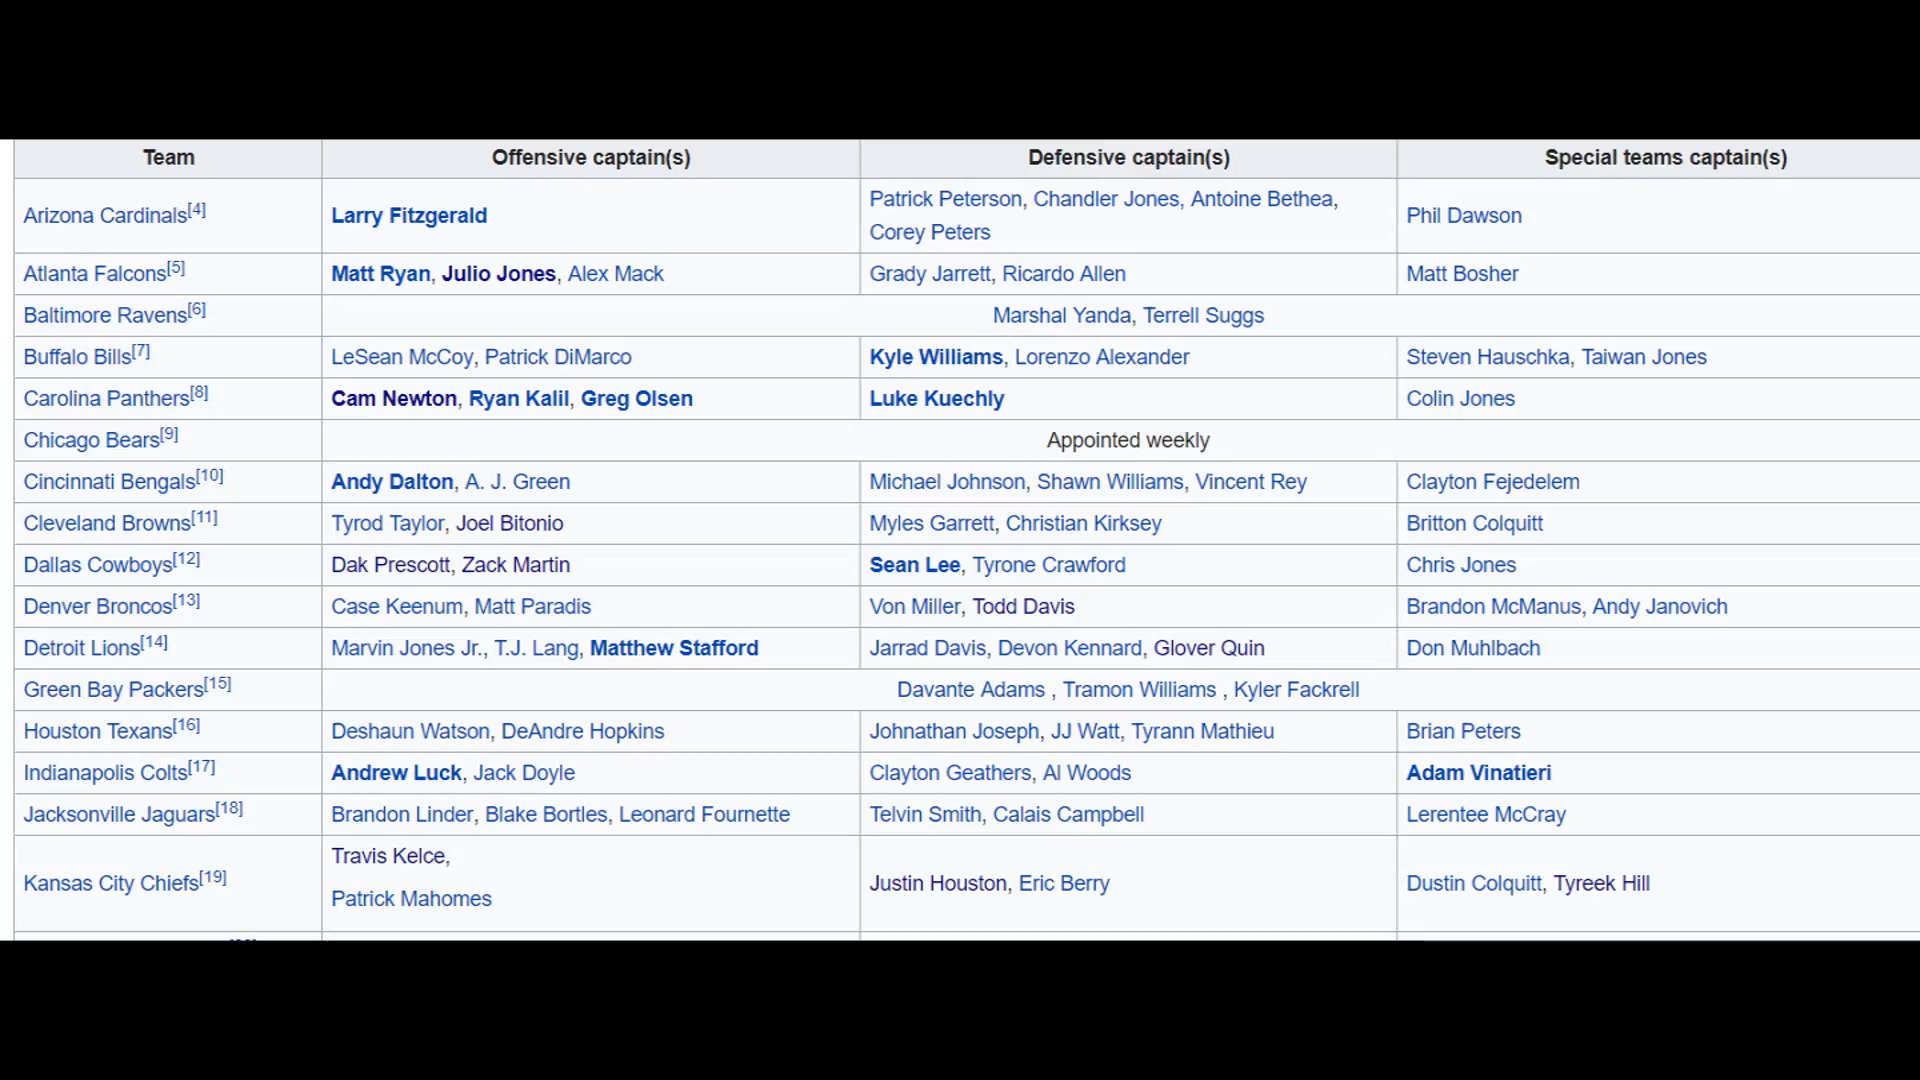 Team Offensive captain(s) Defensive captain(s) Special teams captain(s)
Arizona Cardinals[4] Larry Fitzgerald Patrick Peterson, Chandler Jones, Antoine Bethea,
Corey Peters Phil Dawson
Atlanta Falcons[5] Matt Ryan, Julio Jones, Alex Mack Grady Jarrett, Ricardo Allen Matt Bosher
Baltimore Ravens[6] Marshal Yanda, Terrell Suggs
Buffalo Bills[7] LeSean McCoy, Patrick DiMarco Kyle Williams, Lorenzo Alexander Steven Hauschka, Taiwan Jones
Carolina Panthers[8] Cam Newton, Ryan Kalil, Greg Olsen Luke Kuechly Colin Jones
Chicago Bears[9] Appointed weekly
Cincinnati Bengals[10] Andy Dalton, A. J. Green Michael Johnson, Shawn Williams, Vincent Rey Clayton Fejedelem
Cleveland Browns[11] Tyrod Taylor, Joel Bitonio Myles Garrett, Christian Kirksey Britton Colquitt
Dallas Cowboys[12] Dak Prescott, Zack Martin Sean Lee, Tyrone Crawford Chris Jones
Denver Broncos[13] Case Keenum, Matt Paradis Von Miller, Todd Davis Brandon McManus, Andy Janovich
Detroit Lions[14] Marvin Jones Jr., T.J. Lang, Matthew Stafford Jarrad Davis, Devon Kennard, Glover Quin Don Muhlbach
Green Bay Packers[15] Davante Adams , Tramon Williams , Kyler Fackrell
Houston Texans[16] Deshaun Watson, DeAndre Hopkins Johnathan Joseph, JJ Watt, Tyrann Mathieu Brian Peters
Indianapolis Colts[17] Andrew Luck, Jack Doyle Clayton Geathers, Al Woods Adam Vinatieri
Jacksonville Jaguars[18] Brandon Linder, Blake Bortles, Leonard Fournette Telvin Smith, Calais Campbell Lerentee McCray
Kansas City Chiefs[19] Travis Kelce,
Patrick Mahomes Justin Houston, Eric Berry Dustin Colquitt, Tyreek Hill